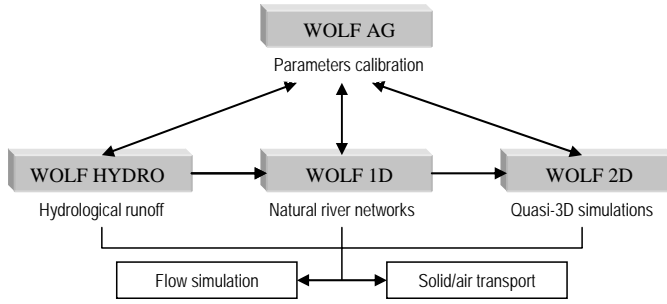 WOLF AG
Parameters calibration
WOLF HYDRO
WOLF 1D
WOLF 2D
Hydrological runoff
Natural river networks
Quasi-3D simulations
Flow simulation
Solid/air transport